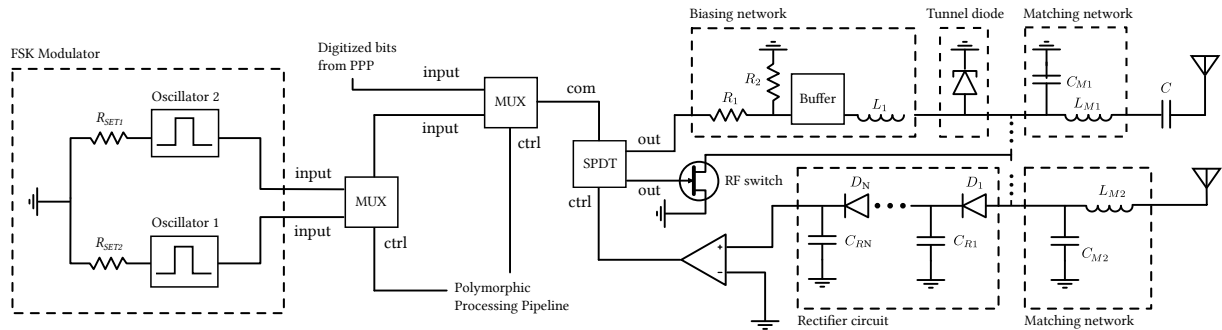 FSK Modulator
Oscillator 2
R_SET1
Oscillator 1
R_SET2
input
input
MUX
ctrl
Digitized bits
from PPP
input
input
MUX
ctrl
Polymorphic
Processing Pipeline
com
SPDT
out
out
ctrl
RF switch
Biasing network
R_1
R_2
Buffer
L_1
Tunnel diode
Matching network
C_M1
L_M1
C
+
−
Rectifier circuit
D_N
D_1
C_RN
C_R1
L_M2
C_M2
Matching network